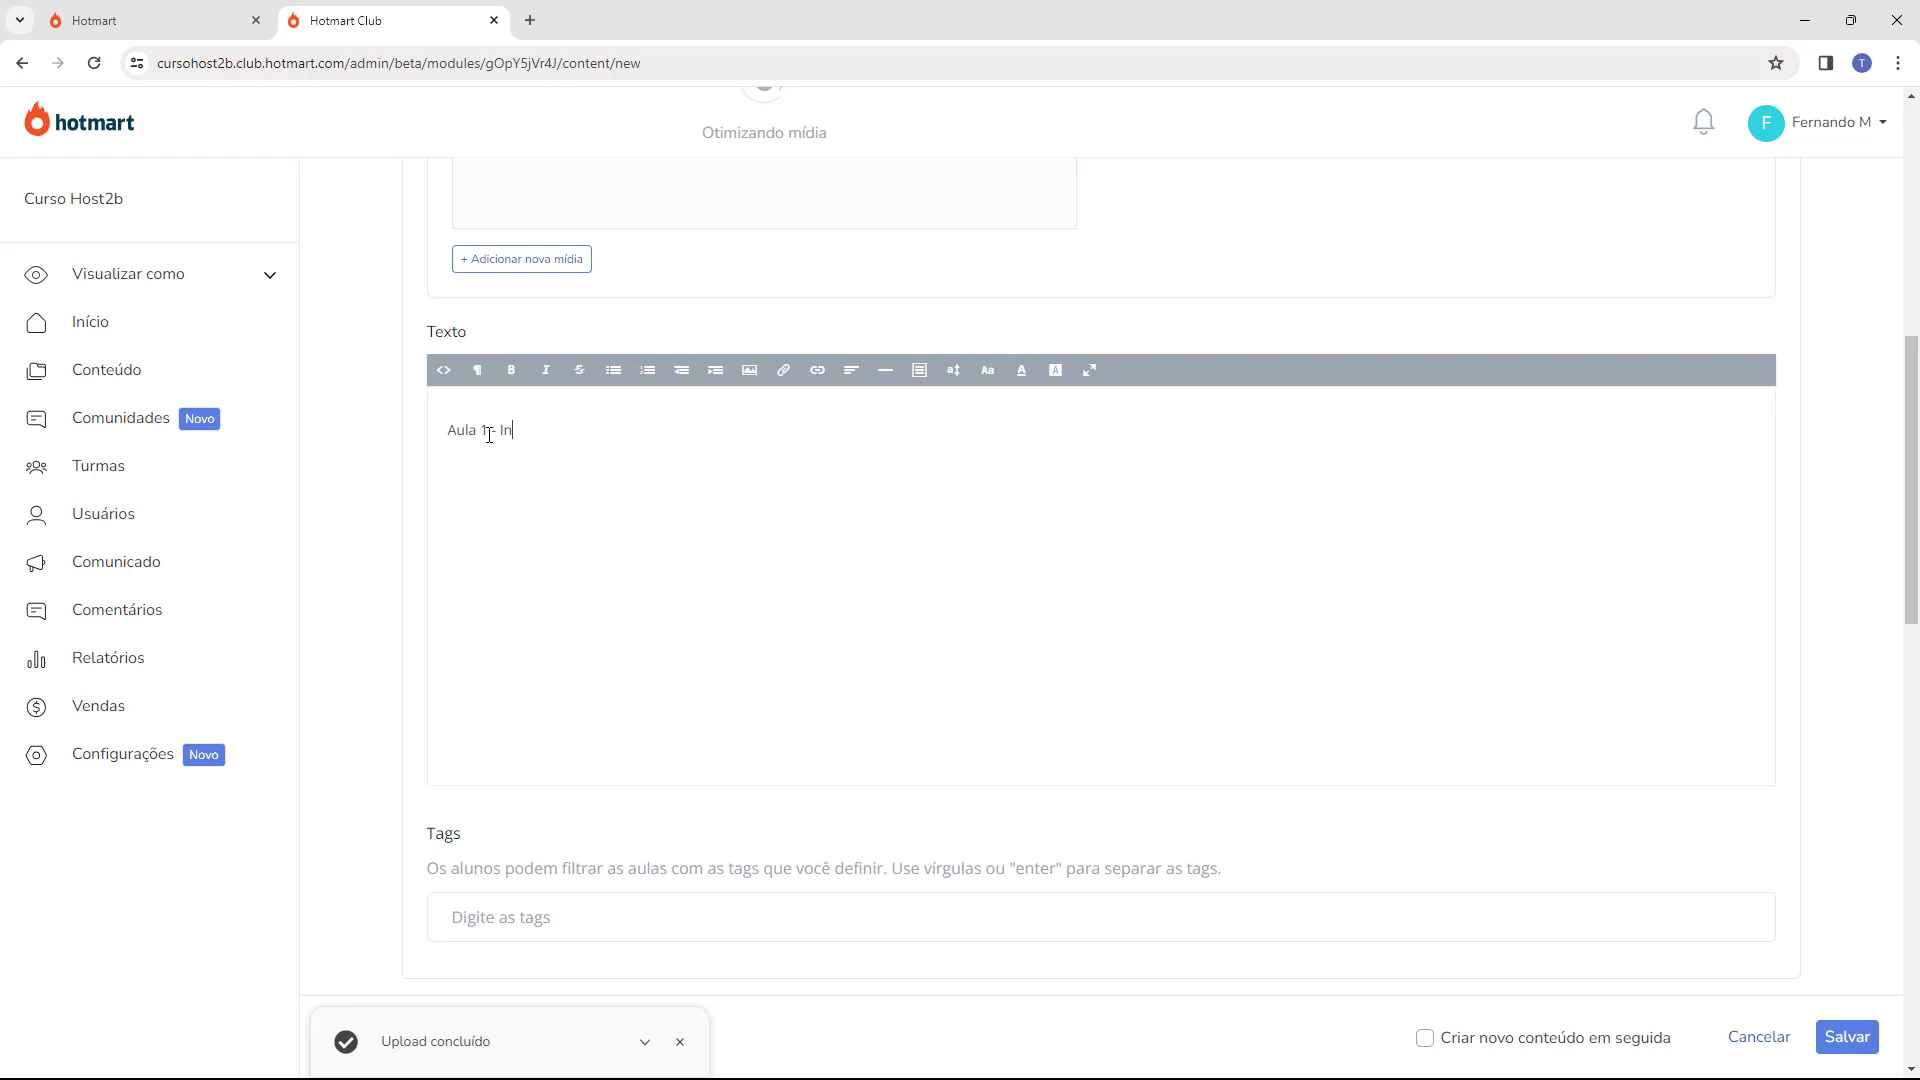 Hotmart
Hotmart Club
cursohost2b.club.hotmart.com/admin/beta/modules/gOpY5jVr4J/content/new
T
hotmart
Otimizando mídia
F
Fernando M
Curso Host2b
Visualizar como
Início
Conteúdo
Comunidades Novo
Turmas
Usuários
Comunicado
Comentários
Relatórios
Vendas
Configurações Novo
+ Adicionar nova mídia
Texto
Aula 1 - In
Tags
Os alunos podem filtrar as aulas com as tags que você definir. Use vírgulas ou "enter" para separar as tags.
Digite as tags
Upload concluído
Criar novo conteúdo em seguida
Cancelar
Salvar